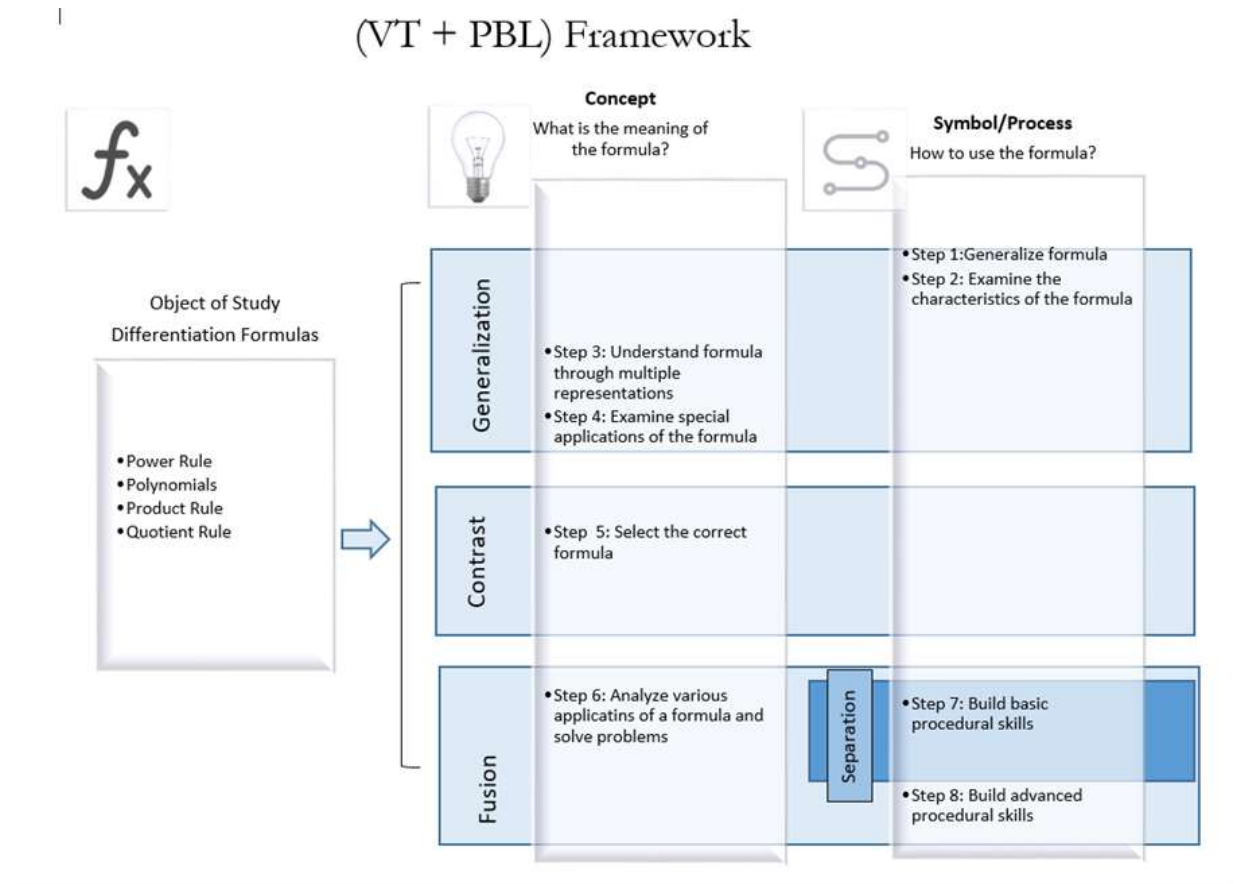 (VT + PBL) Framework
fx
Concept
What is the meaning of
the formula?
Symbol/Process
How to use the formula?
Object of Study
Differentiation Formulas
•Power Rule
•Polynomials
•Product Rule
•Quotient Rule
Generalization
•Step 1:Generalize formula
•Step 2: Examine the
characteristics of the formula
•Step 3: Understand formula
through multiple
representations
•Step 4: Examine special
applications of the formula
Contrast
•Step 5: Select the correct
formula
Fusion
•Step 6: Analyze various
applicatins of a formula and
solve problems
Separation
•Step 7: Build basic
procedural skills
•Step 8: Build advanced
procedural skills